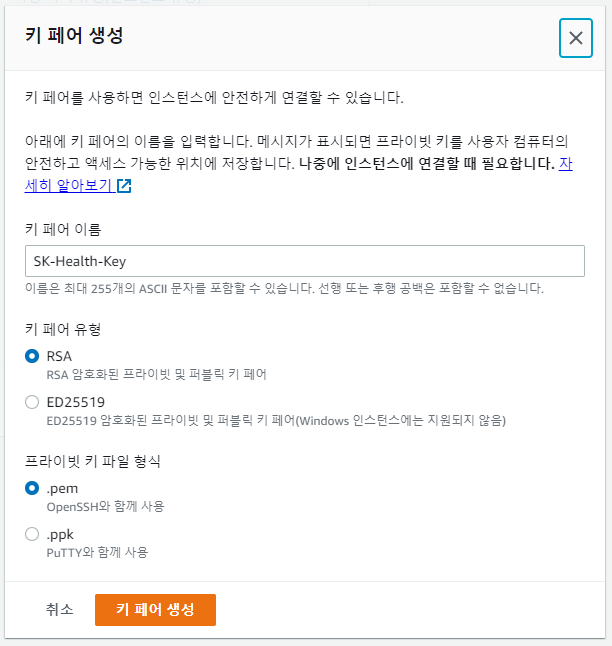 키 페어 생성
키 페어를 사용하면 인스턴스에 안전하게 연결할 수 있습니다.
아래에 키 페어의 이름을 입력합니다. 메시지가 표시되면 프라이빗 키를 사용자 컴퓨터의
안전하고 액세스 가능한 위치에 저장합니다. 나중에 인스턴스에 연결할 때 필요합니다. 자
세히 알아보기
키 페어 이름
SK-Health-Key
이름은 최대 255개의 ASCII 문자를 포함할 수 있습니다. 선행 또는 후행 공백은 포함할 수 없습니다.
키 페어 유형
RSA
RSA 암호화된 프라이빗 및 퍼블릭 키 페어
ED25519
ED25519 암호화된 프라이빗 및 퍼블릭 키 페어(Windows 인스턴스에는 지원되지 않음)
프라이빗 키 파일 형식
.pem
OpenSSH와 함께 사용
.ppk
PuTTY와 함께 사용
취소 키 페어 생성